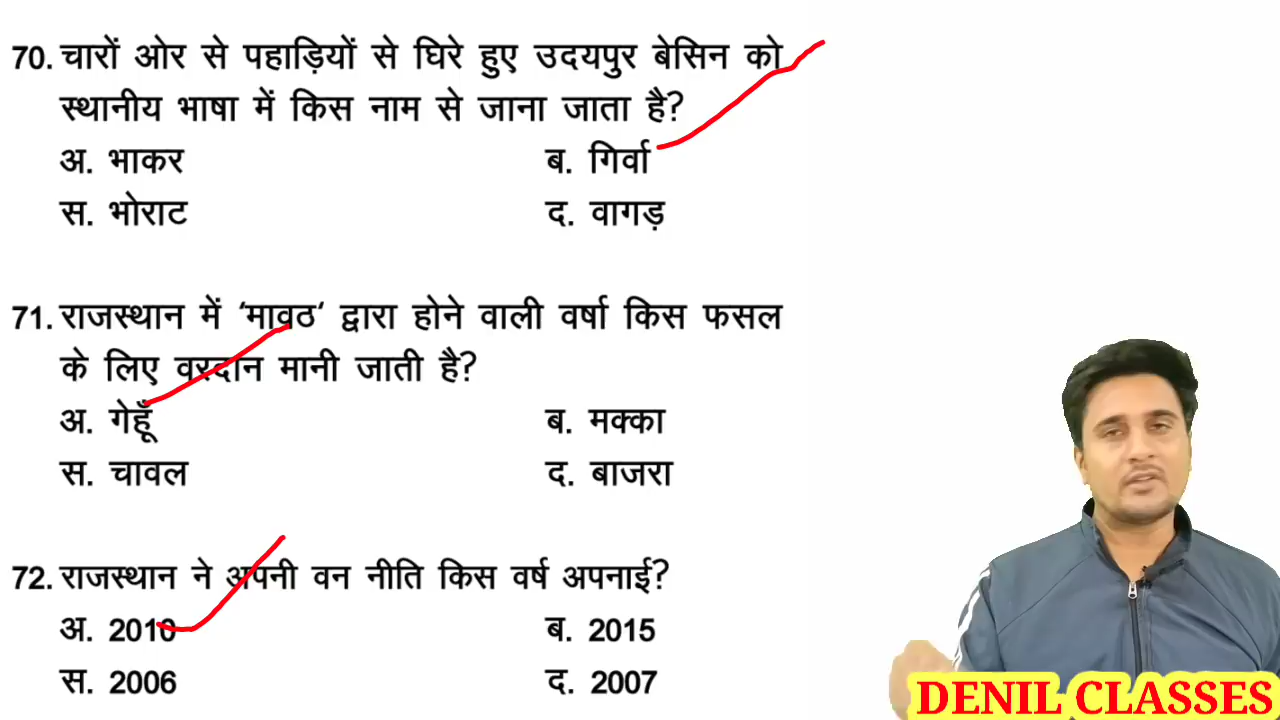 70. चारों ओर से पहाड़ियों से घिरे हुए उदयपुर बेसिन को
स्थानीय भाषा में किस नाम से जाना जाता है?
अ. भाकर ब. गिर्वा
स. भोराट द. वागड़
71. राजस्थान में ‘मावठ‘ द्वारा होने वाली वर्षा किस फसल
के लिए वरदान मानी जाती है?
अ. गेहूँ ब. मक्का
स. चावल द. बाजरा
72. राजस्थान ने अपनी वन नीति किस वर्ष अपनाई?
अ. 2010 ब. 2015
स. 2006 द. 2007
DENIL CLASSES